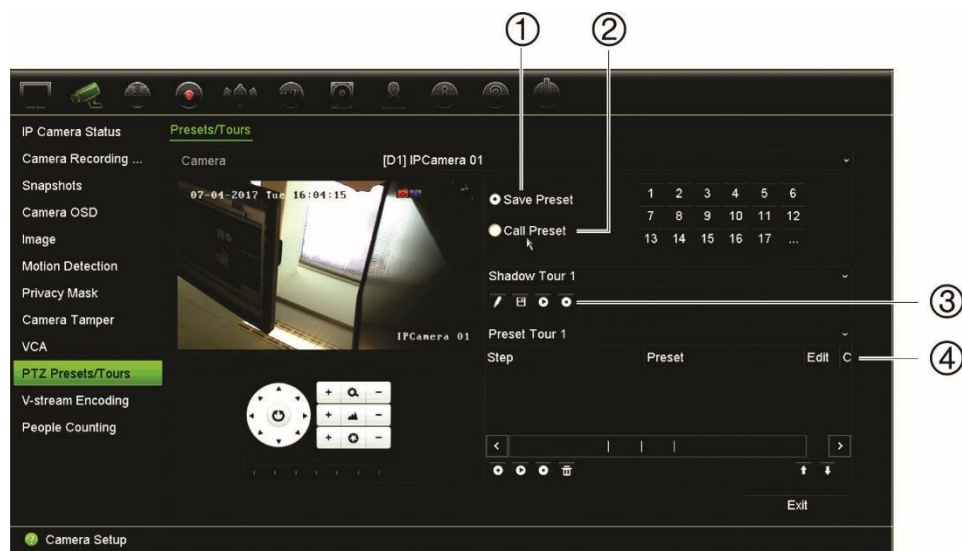 ① ②
IP Camera Status
Camera Recording ...
Snapshots
Camera OSD
Image
Motion Detection
Privacy Mask
Camera Tamper
VCA
PTZ Presets/Tours
V-stream Encoding
People Counting
Presets/Tours
Camera [D1] IPCamera 01
07-04-2017 Tue 16:04:15
IPCamera 01
Save Preset
Call Preset
1 2 3 4 5 6
7 8 9 10 11 12
13 14 15 16 17 ...
Shadow Tour 1
③
Preset Tour 1
Step Preset Edit C
④
Exit
Camera Setup